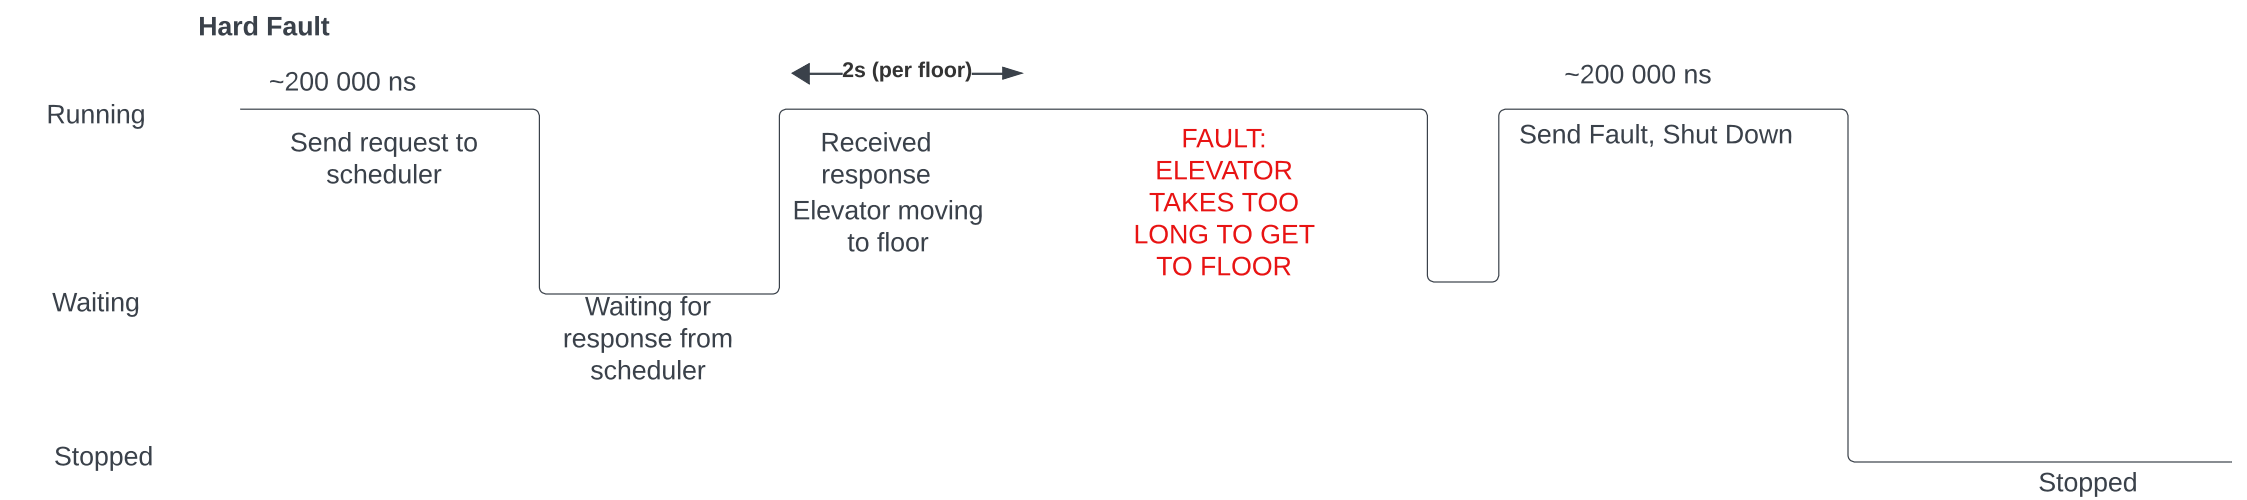 Hard Fault
~200 000 ns
2s (per floor)
~200 000 ns
Running
Send request to
scheduler
Received
response
Elevator moving
to floor
FAULT:
ELEVATOR
TAKES TOO
LONG TO GET
TO FLOOR
Send Fault, Shut Down
Waiting
Waiting for
response from
scheduler
Stopped
Stopped